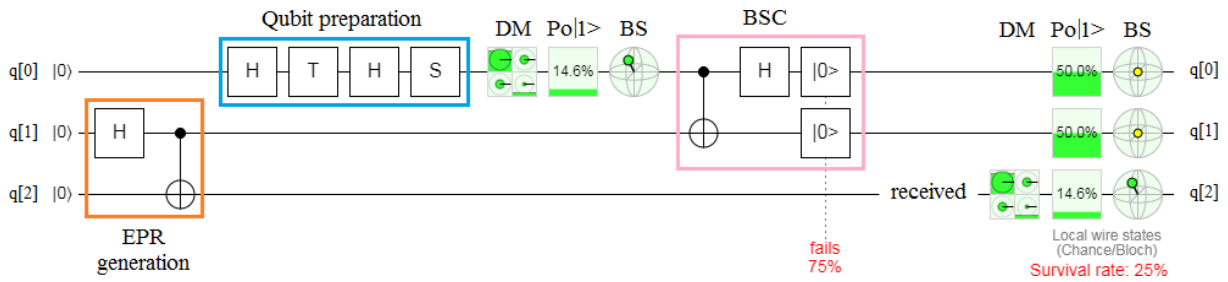 Qubit preparation
DM Po|1> BS
BSC
DM Po|1> BS
q[0] |0⟩ H T H S 14.6% H |0> 50.0% q[0]
q[1] |0⟩ H |0> 50.0% q[1]
q[2] |0⟩ received 14.6% q[2]
EPR
generation
fails
75%
Local wire states
(Chance/Bloch)
Survival rate: 25%